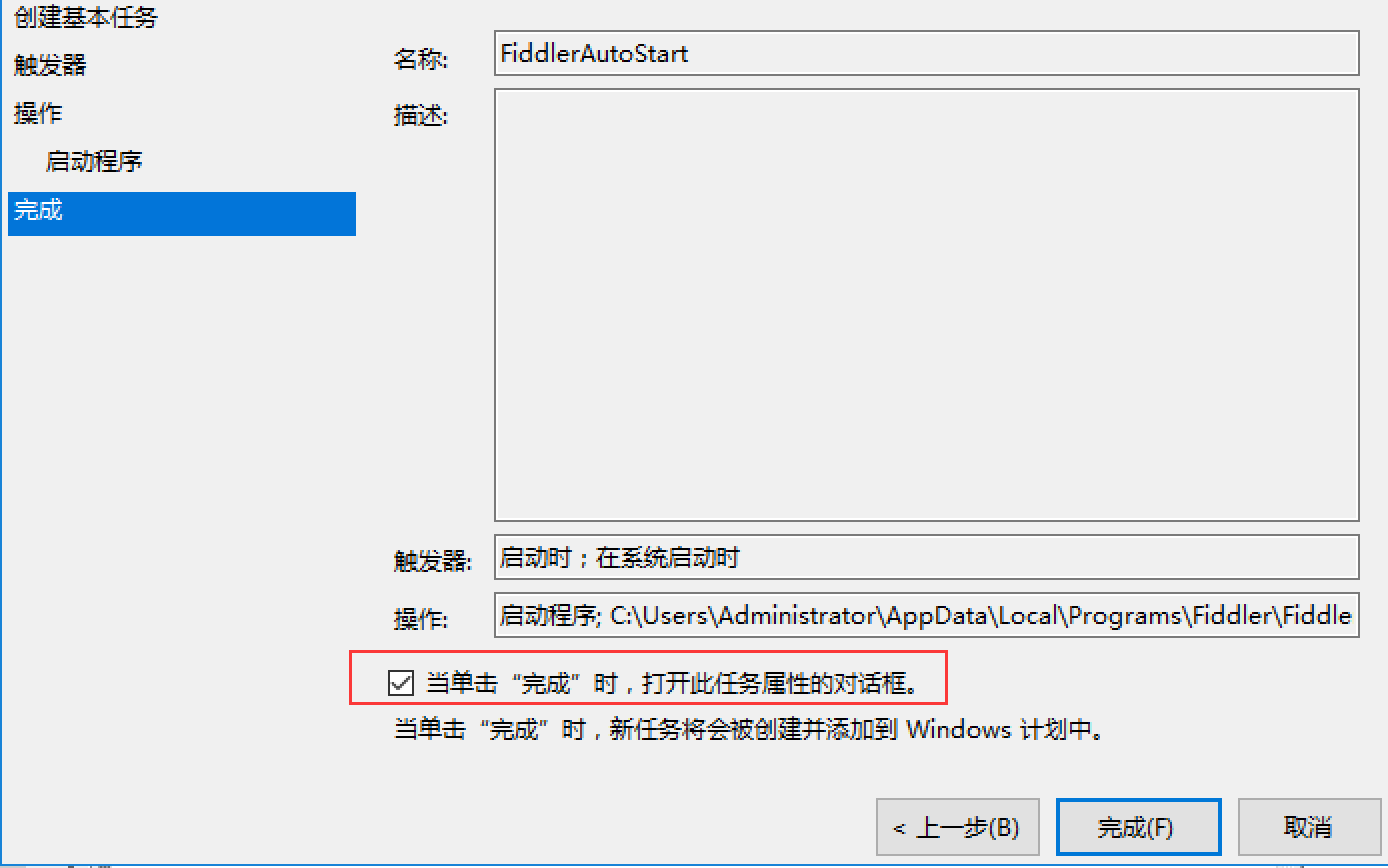 创建基本任务
触发器
操作
启动程序
完成
名称: FiddlerAutoStart
描述:
触发器: 启动时；在系统启动时
操作: 启动程序; C:\Users\Administrator\AppData\Local\Programs\Fiddler\Fiddle
当单击“完成”时，打开此任务属性的对话框。
当单击“完成”时，新任务将会被创建并添加到 Windows 计划中。
< 上一步(B) 完成(F) 取消